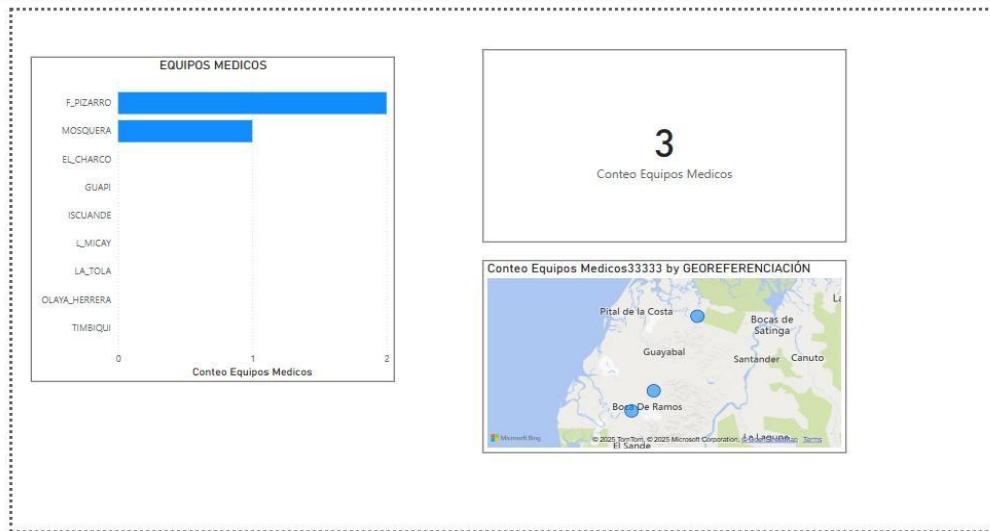 EQUIPOS MEDICOS
F_PIZARRO
MOSQUERA
EL_CHARCO
GUAPI
ISCUANDE
L_MICAY
LA_TOLA
OLAYA_HERRERA
TIMBIQUI
0 1 2
Conteo Equipos Medicos
3
Conteo Equipos Medicos
Conteo Equipos Medicos33333 by GEOREFERENCIACIÓN
Pital de la Costa
La
Bocas de
Satinga
Guayabal
Santander Canuto
Boca De Ramos
La Laguna
Microsoft Bing
© 2025 TomTom, © 2025 Microsoft Corporation, Terms
El Sande